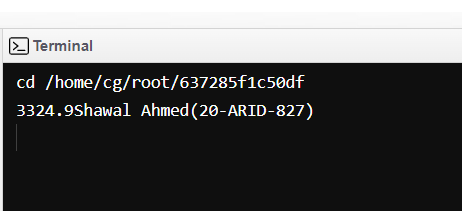 Terminal
cd /home/cg/root/637285f1c50df
3324.9Shawal Ahmed(20-ARID-827)